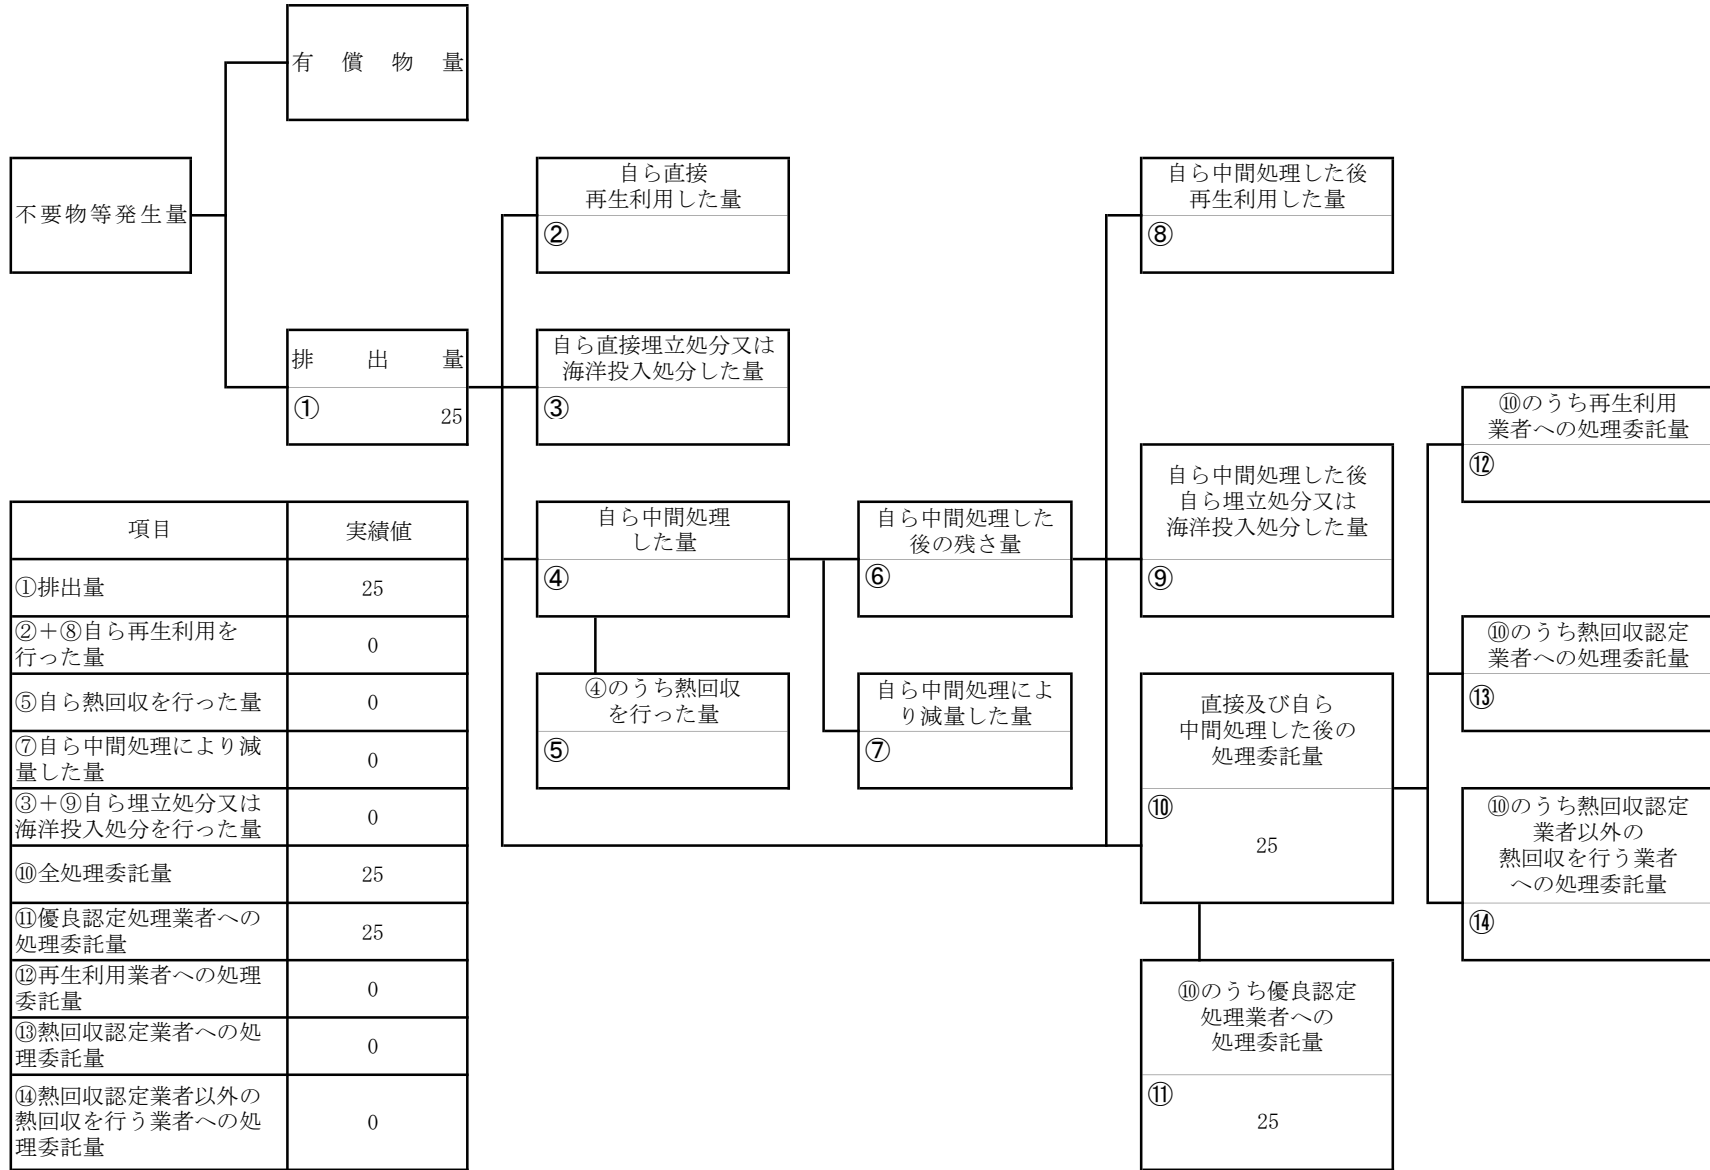 有償物量
不要物等発生量
自ら直接
再生利用した量
②
自ら中間処理した後
再生利用した量
⑧
排出量
①
25
自ら直接埋立処分又は
海洋投入処分した量
③
⑩のうち再生利用
業者への処理委託量
⑫
自ら中間処理
した量
④
自ら中間処理した
後の残さ量
⑥
自ら中間処理した後
自ら埋立処分又は
海洋投入処分した量
⑨
⑩のうち熱回収認定
業者への処理委託量
⑬
④のうち熱回収
を行った量
⑤
自ら中間処理によ
り減量した量
⑦
直接及び自ら
中間処理した後の
処理委託量
⑩
25
⑩のうち熱回収認定
業者以外の
熱回収を行う業者
への処理委託量
⑭
⑩のうち優良認定
処理業者への
処理委託量
⑪
25
項目 実績値
①排出量 25
②＋⑧自ら再生利用を
行った量
0
⑤自ら熱回収を行った量 0
⑦自ら中間処理により減
量した量
0
③＋⑨自ら埋立処分又は
海洋投入処分を行った量
0
⑩全処理委託量 25
⑪優良認定処理業者への
処理委託量
25
⑫再生利用業者への処理
委託量
0
⑬熱回収認定業者への処
理委託量
0
⑭熱回収認定業者以外の
熱回収を行う業者への処
理委託量
0